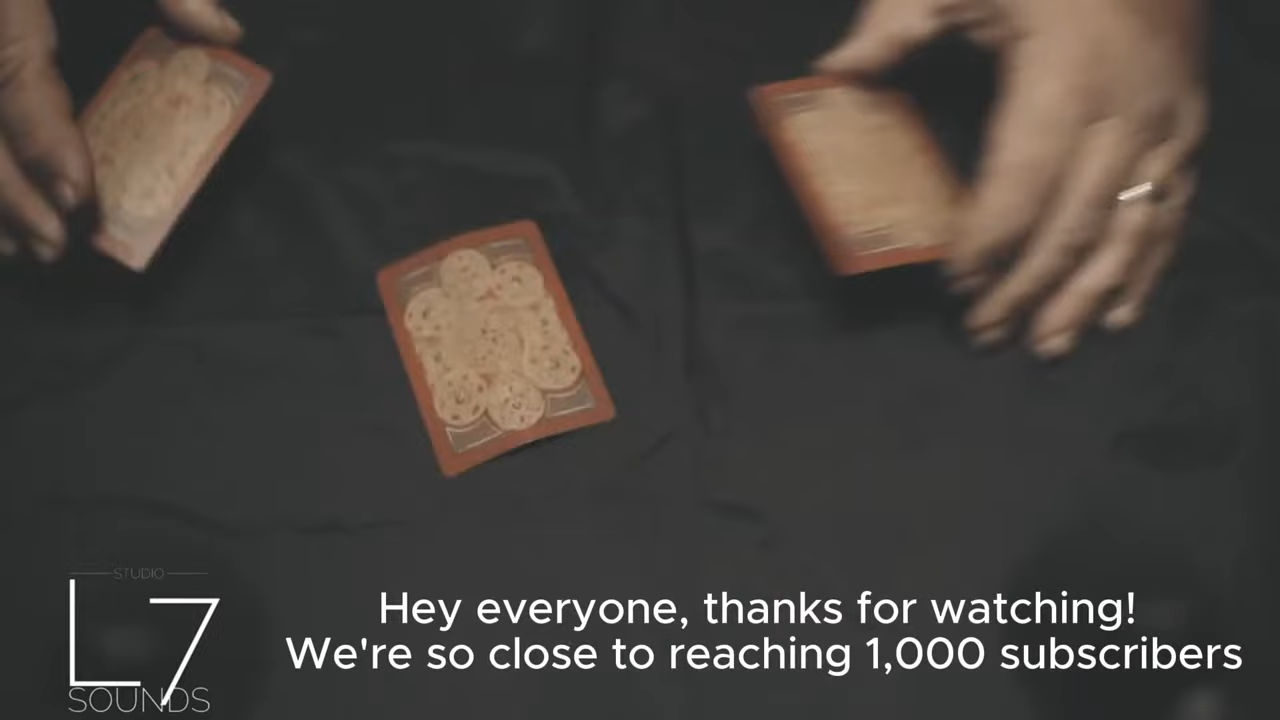 STUDIO
L7
SOUNDS
Hey everyone, thanks for watching!
We're so close to reaching 1,000 subscribers